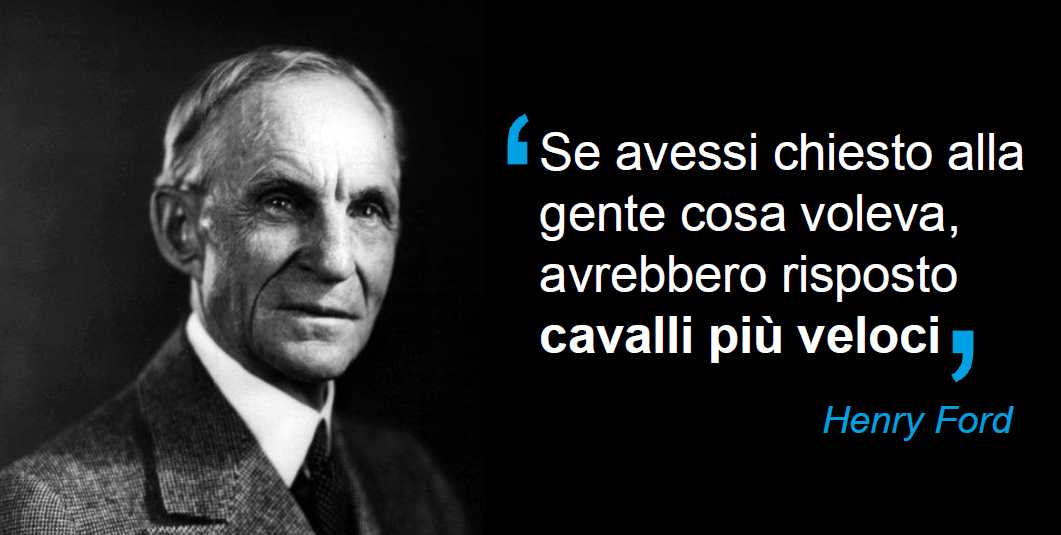 ‘Se avessi chiesto alla
gente cosa voleva,
avrebbero risposto
cavalli più veloci’
Henry Ford